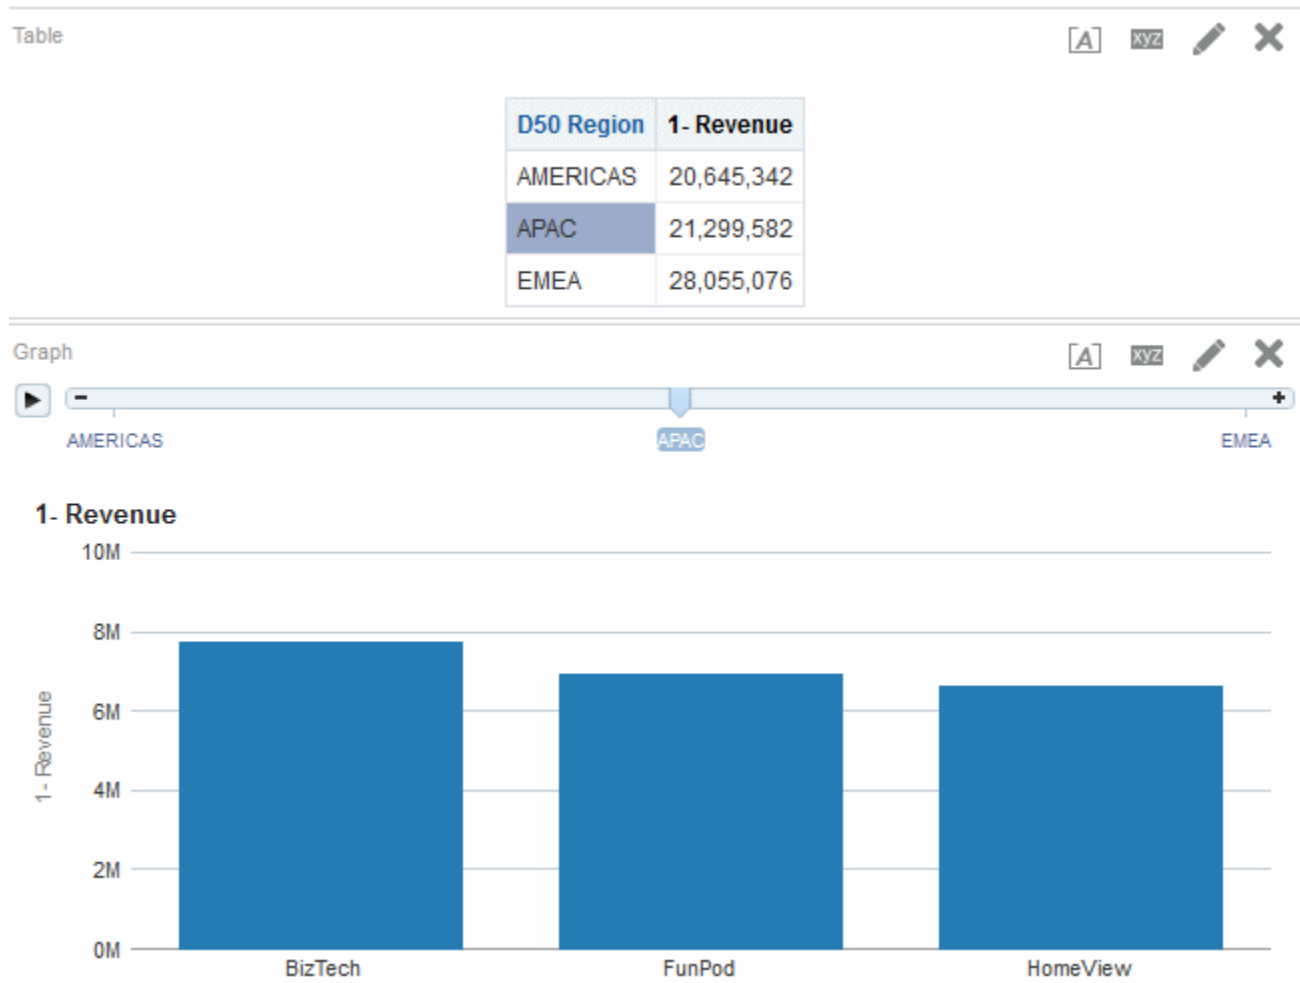 Table
[A] xyz
D50 Region 1- Revenue
AMERICAS 20,645,342
APAC 21,299,582
EMEA 28,055,076
Graph
[A] xyz
- +
AMERICAS APAC EMEA
1- Revenue
10M
8M
6M
4M
2M
0M
1- Revenue
BizTech FunPod HomeView